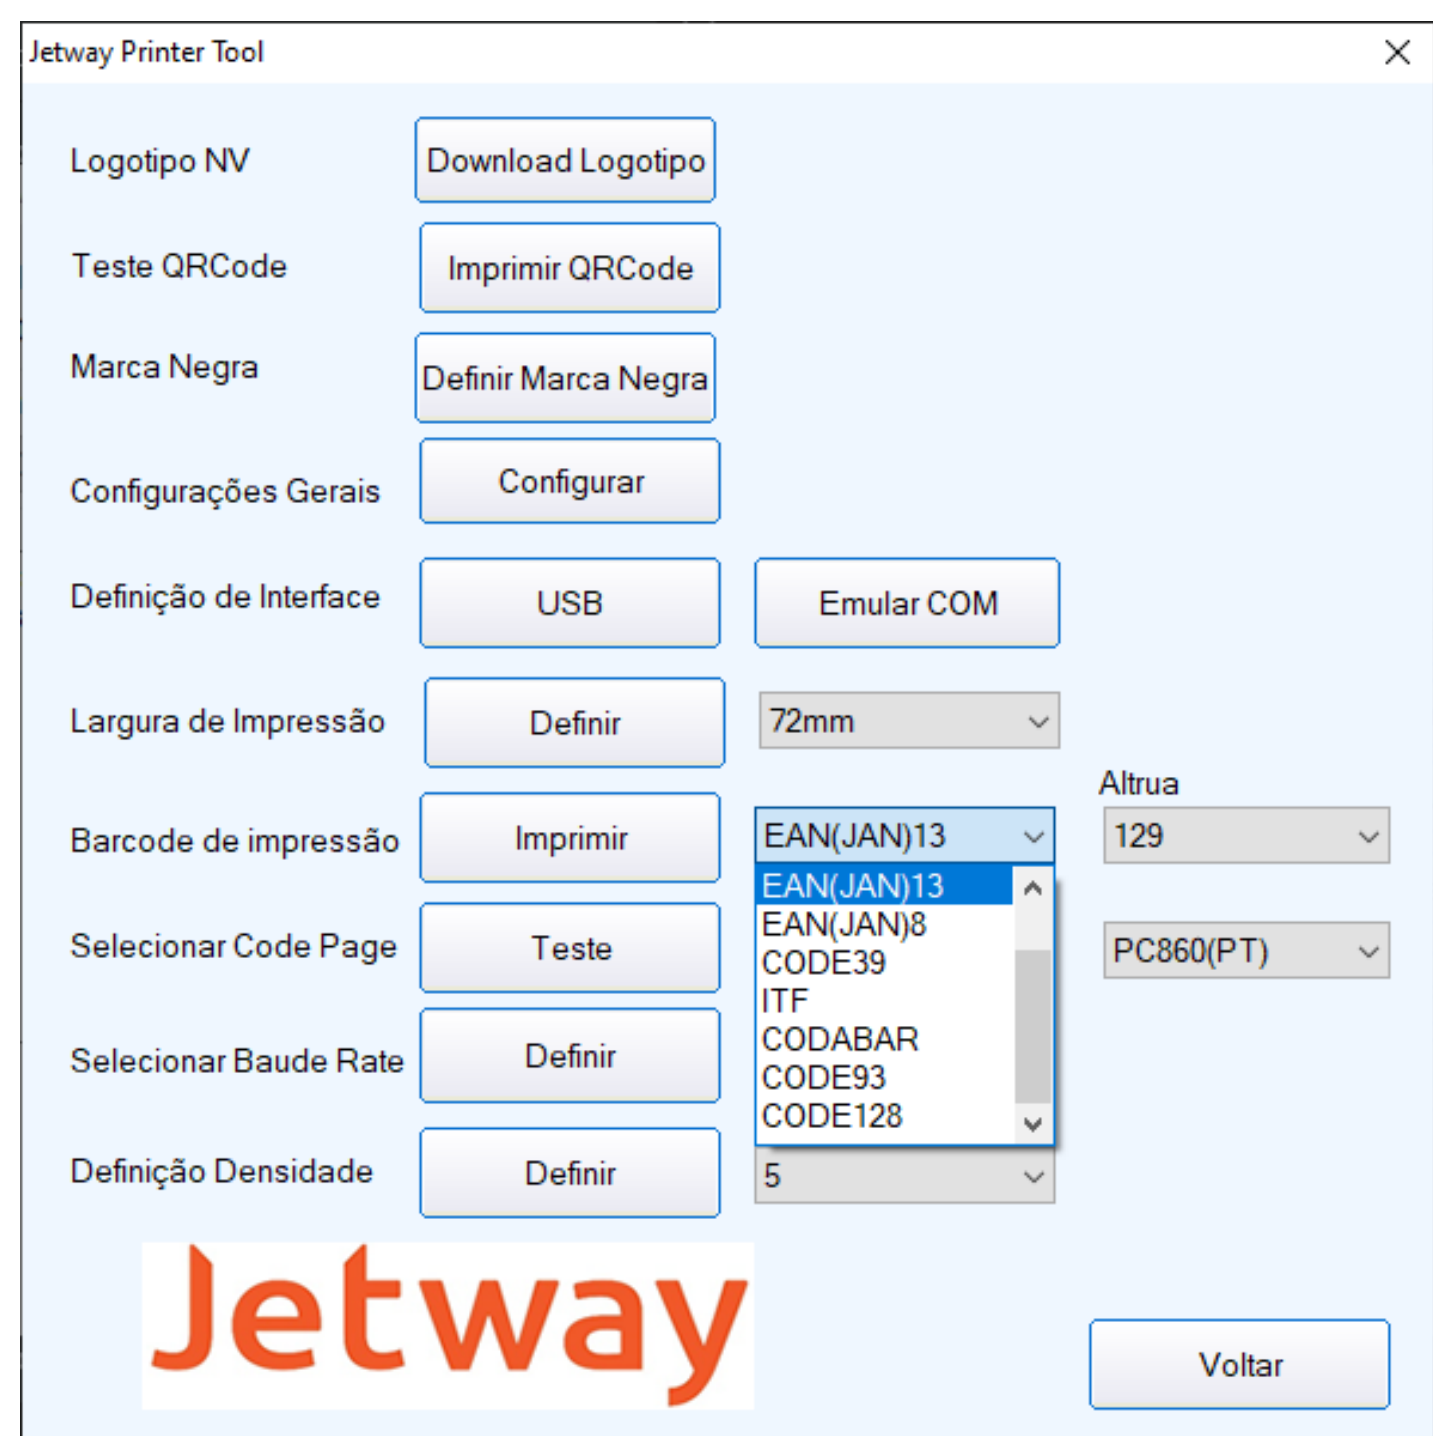 Jetway Printer Tool
Logotipo NV
Download Logotipo
Teste QRCode
Imprimir QRCode
Marca Negra
Definir Marca Negra
Configurações Gerais
Configurar
Definição de Interface
USB
Emular COM
Largura de Impressão
Definir
72mm
Altrua
Barcode de impressão
Imprimir
EAN(JAN)13
129
EAN(JAN)13
EAN(JAN)8
CODE39
ITF
CODABAR
CODE93
CODE128
Selecionar Code Page
Teste
PC860(PT)
Selecionar Baude Rate
Definir
Definição Densidade
Definir
5
Jetway
Voltar